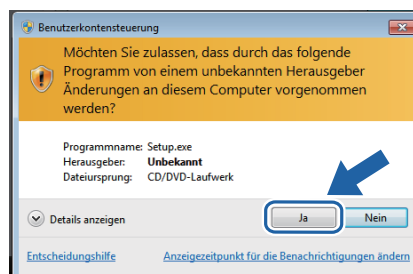 Benutzerkontensteuerung
Möchten Sie zulassen, dass durch das folgende
Programm von einem unbekannten Herausgeber
Änderungen an diesem Computer vorgenommen
werden?
Programmname: Setup.exe
Herausgeber: Unbekannt
Dateiursprung: CD/DVD-Laufwerk
Details anzeigen
Ja
Nein
Entscheidungshilfe
Anzeigezeitpunkt für die Benachrichtigungen ändern